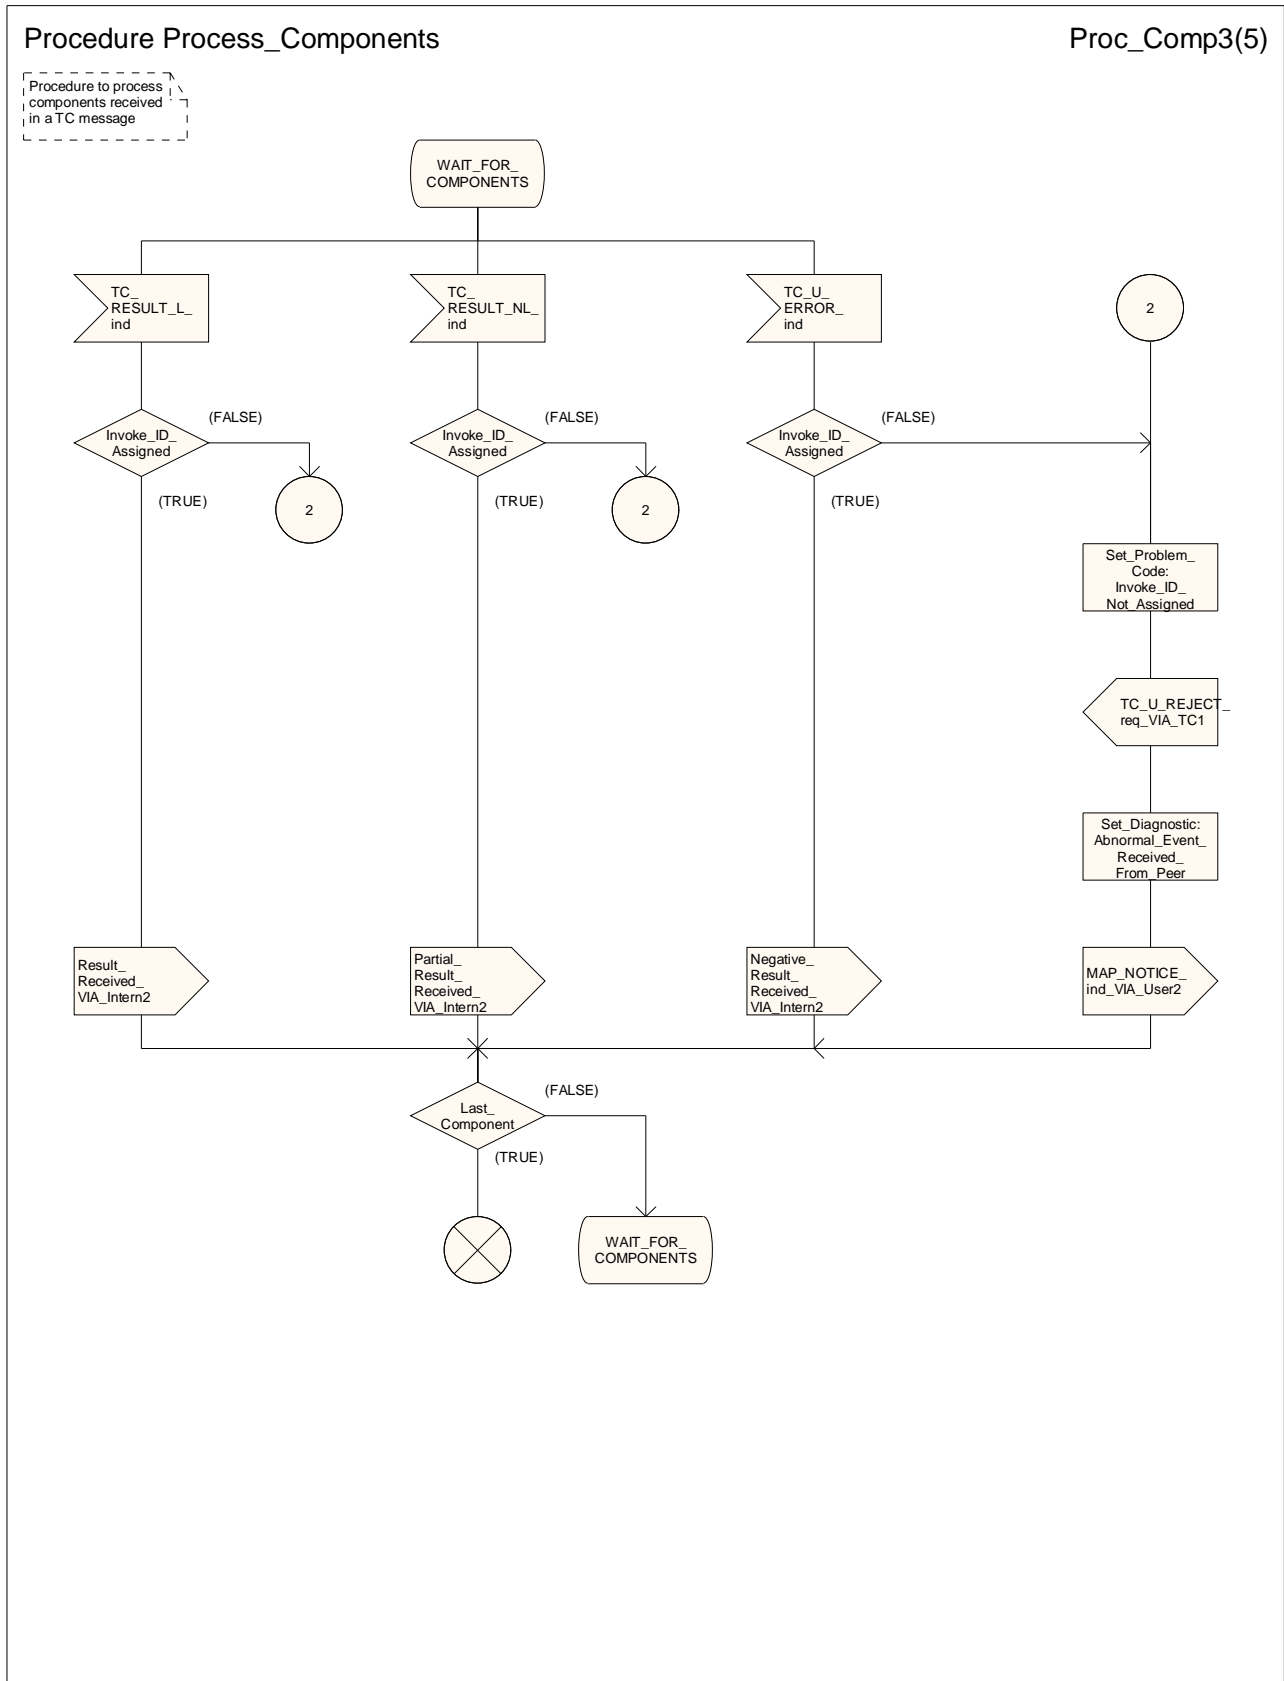 Procedure Process_Components
Proc_Comp3(5)
Procedure to process
components received
in a TC message
WAIT_FOR_
COMPONENTS
TC_
RESULT_L_
ind
TC_
RESULT_NL_
ind
TC_U_
ERROR_
ind
2
Invoke_ID_
Assigned
(FALSE)
(TRUE)
2
Invoke_ID_
Assigned
(FALSE)
(TRUE)
2
Invoke_ID_
Assigned
(FALSE)
(TRUE)
Set_Problem_
Code:
Invoke_ID_
Not_Assigned
TC_U_REJECT_
req_VIA_TC1
Set_Diagnostic:
Abnormal_Event_
Received_
From_Peer
Result_
Received_
VIA_Intern2
Partial_
Result_
Received_
VIA_Intern2
Negative_
Result_
Received_
VIA_Intern2
MAP_NOTICE_
ind_VIA_User2
Last_
Component
(FALSE)
(TRUE)
WAIT_FOR_
COMPONENTS